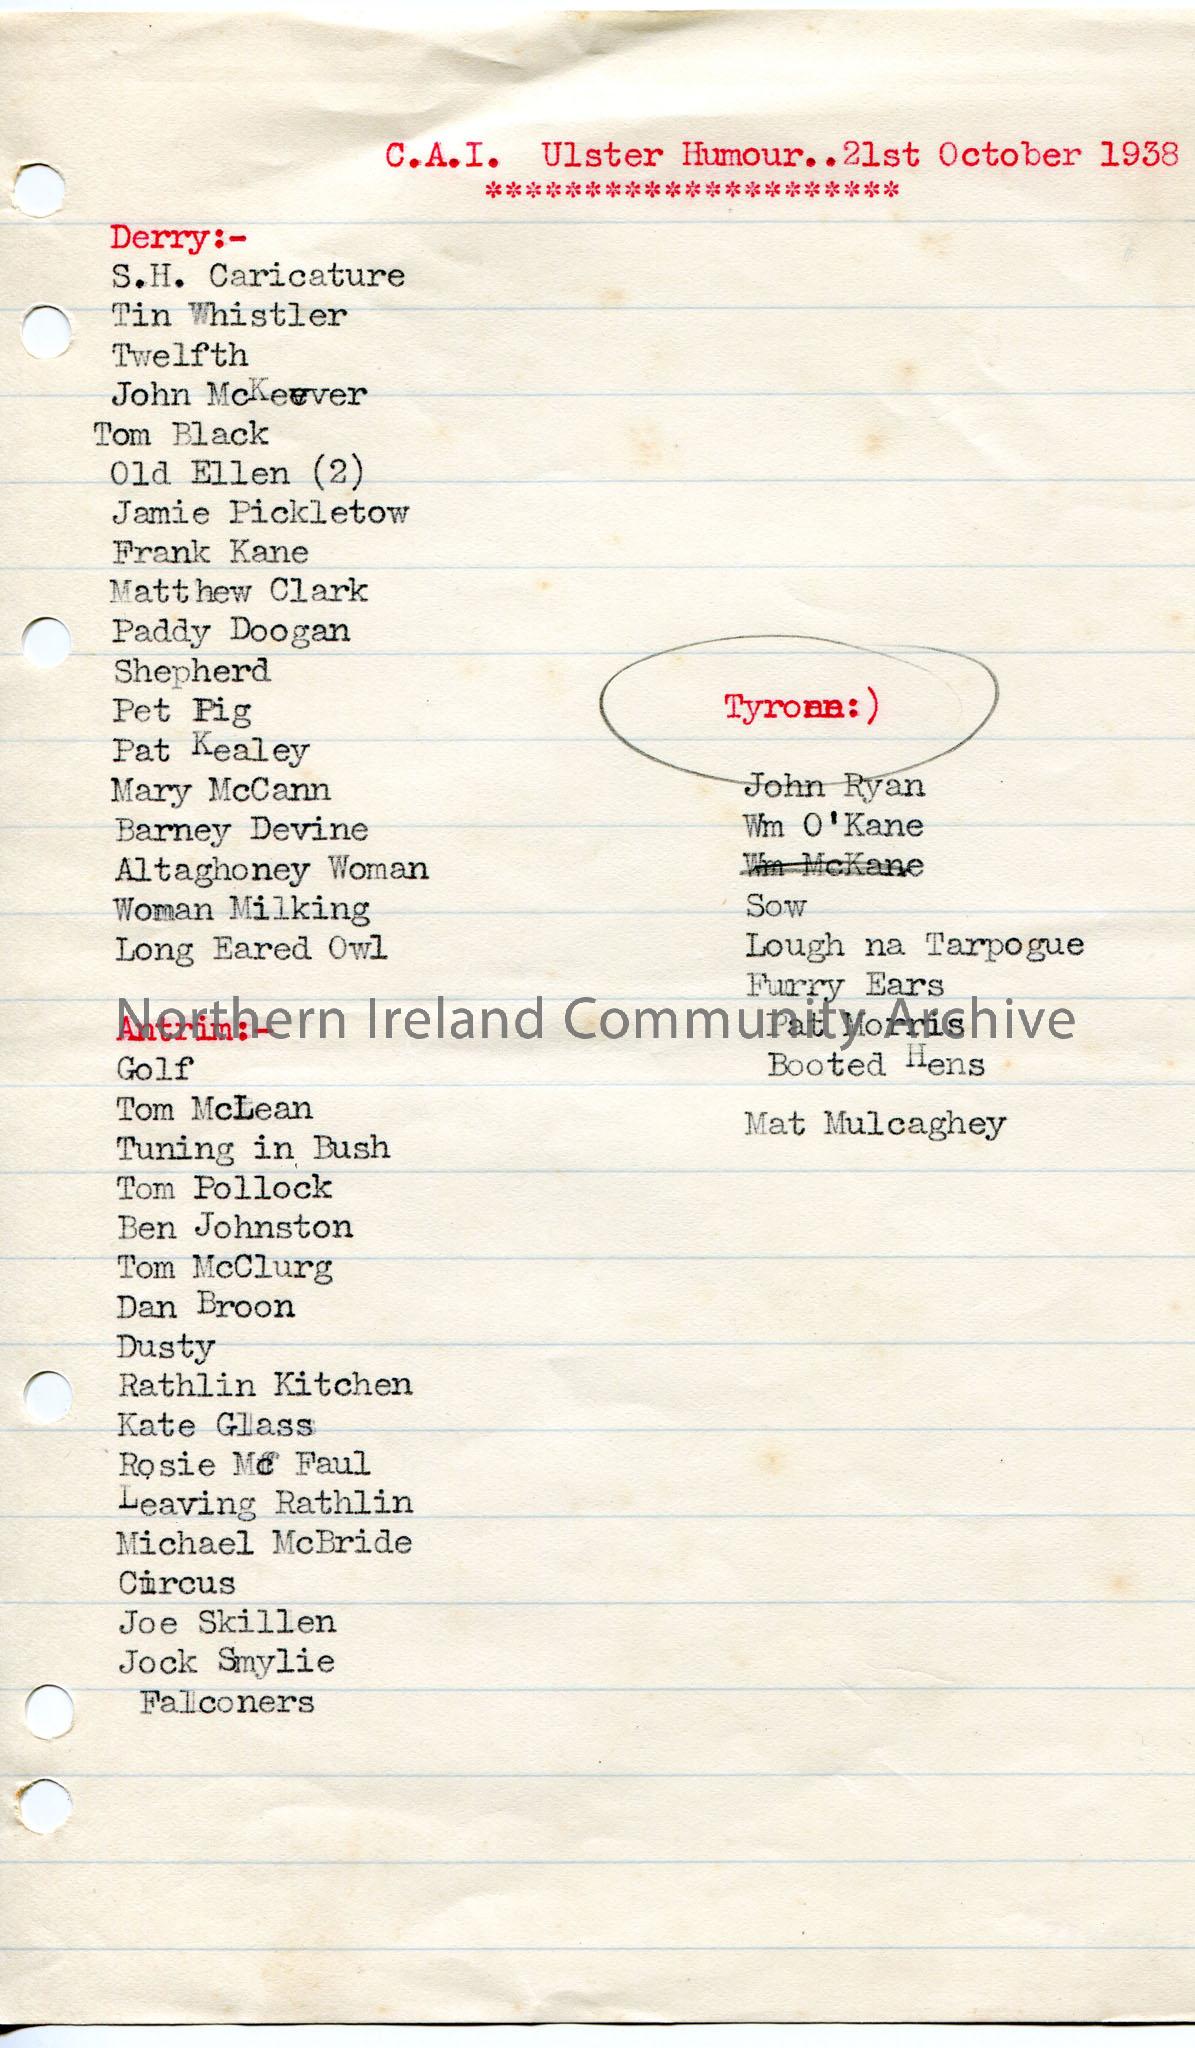 C.A.I. Ulster Humour..21st October 1938
*********************
Derry:-
S.H. Caricature
Tin Whistler
Twelfth
John McKeever
Tom Black
Old Ellen (2)
Jamie Pickletow
Frank Kane
Matthew Clark
Paddy Doogan
Shepherd
Pet Pig
Pat Kealey
Mary McCann
Barney Devine
Altaghoney Woman
Woman Milking
Long Eared Owl
Antrim:-
Golf
Tom McLean
Tuning in Bush
Tom Pollock
Ben Johnston
Tom McClurg
Dan Broon
Dusty
Rathlin Kitchen
Kate Glass
Rosie Mc Faul
Leaving Rathlin
Michael McBride
Circus
Joe Skillen
Jock Smylie
Falconers
Tyrone:)
John Ryan
Wm O'Kane
Wm McKane
Sow
Lough na Tarpogue
Furry Ears
Pat Morris
Booted Hens
Mat Mulcaghey
Northern Ireland Community Archive